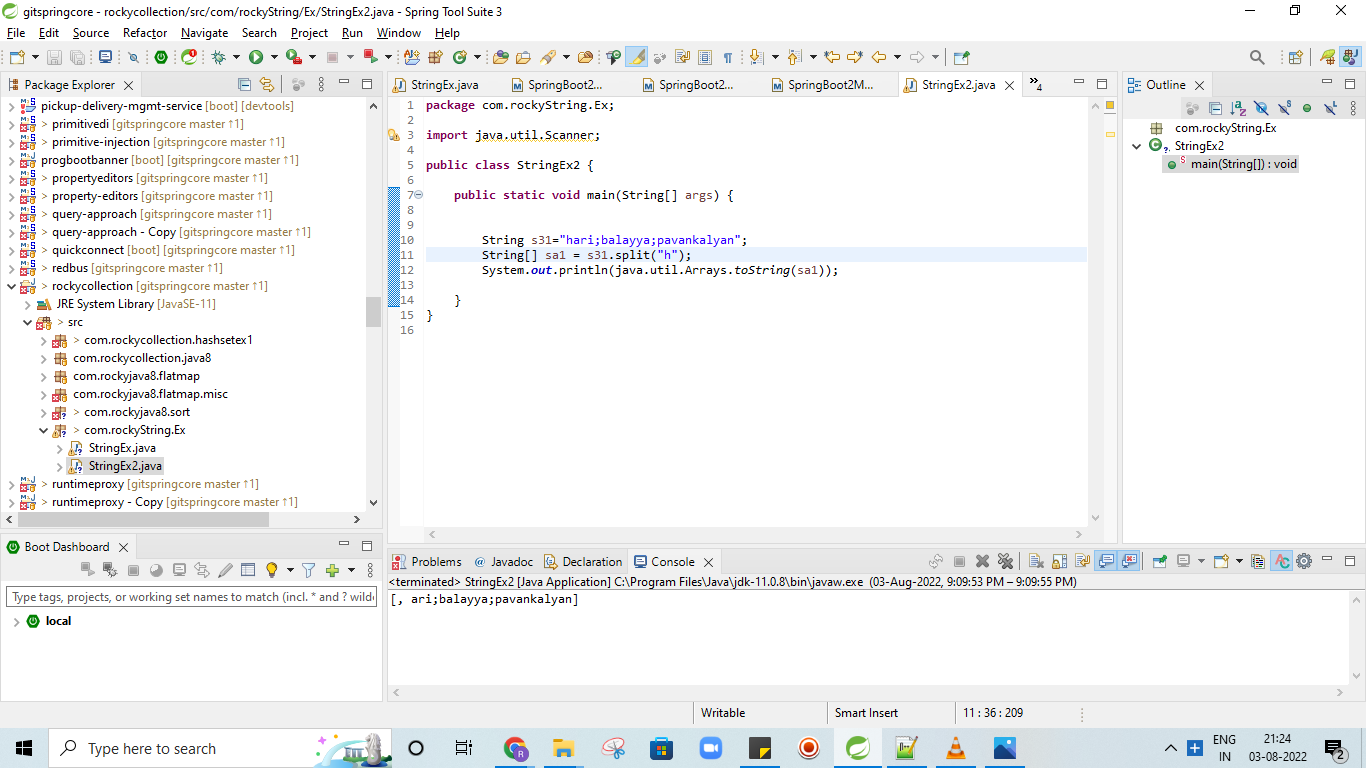 gitspringcore - rockycollection/src/com/rockyString/Ex/StringEx2.java - Spring Tool Suite 3
File Edit Source Refactor Navigate Search Project Run Window Help
Package Explorer
pickup-delivery-mgmt-service [boot] [devtools]
> primitivedi [gitspringcore master ↑1]
> primitive-injection [gitspringcore master ↑1]
progbootbanner [boot] [gitspringcore master ↑1]
> propertyeditors [gitspringcore master ↑1]
> property-editors [gitspringcore master ↑1]
> query-approach [gitspringcore master ↑1]
> query-approach - Copy [gitspringcore master ↑1]
> quickconnect [boot] [gitspringcore master ↑1]
> redbus [gitspringcore master ↑1]
> rockycollection [gitspringcore master ↑1]
JRE System Library [JavaSE-11]
> src
> com.rockycollection.hashsetex1
com.rockycollection.java8
com.rockyjava8.flatmap
com.rockyjava8.flatmap.misc
> com.rockyjava8.sort
> com.rockyString.Ex
StringEx.java
StringEx2.java
> runtimeproxy [gitspringcore master ↑1]
> runtimeproxy - Copy [gitspringcore master ↑1]
StringEx.java SpringBoot2... SpringBoot2... SpringBoot2M... StringEx2.java »4
1 package com.rockyString.Ex;
2
3 import java.util.Scanner;
4
5 public class StringEx2 {
6
7 public static void main(String[] args) {
8
9
10 String s31="hari;balayya;pavankalyan";
11 String[] sa1 = s31.split("h");
12 System.out.println(java.util.Arrays.toString(sa1));
13
14 }
15 }
16
Outline
com.rockyString.Ex
StringEx2
main(String[]) : void
Boot Dashboard
Type tags, projects, or working set names to match (incl. * and ? wild
local
Problems @ Javadoc Declaration Console
<terminated> StringEx2 [Java Application] C:\Program Files\Java\jdk-11.0.8\bin\javaw.exe (03-Aug-2022, 9:09:53 PM – 9:09:55 PM)
[, ari;balayya;pavankalyan]
Writable Smart Insert 11 : 36 : 209
Type here to search
ENG
IN
21:24
03-08-2022
2